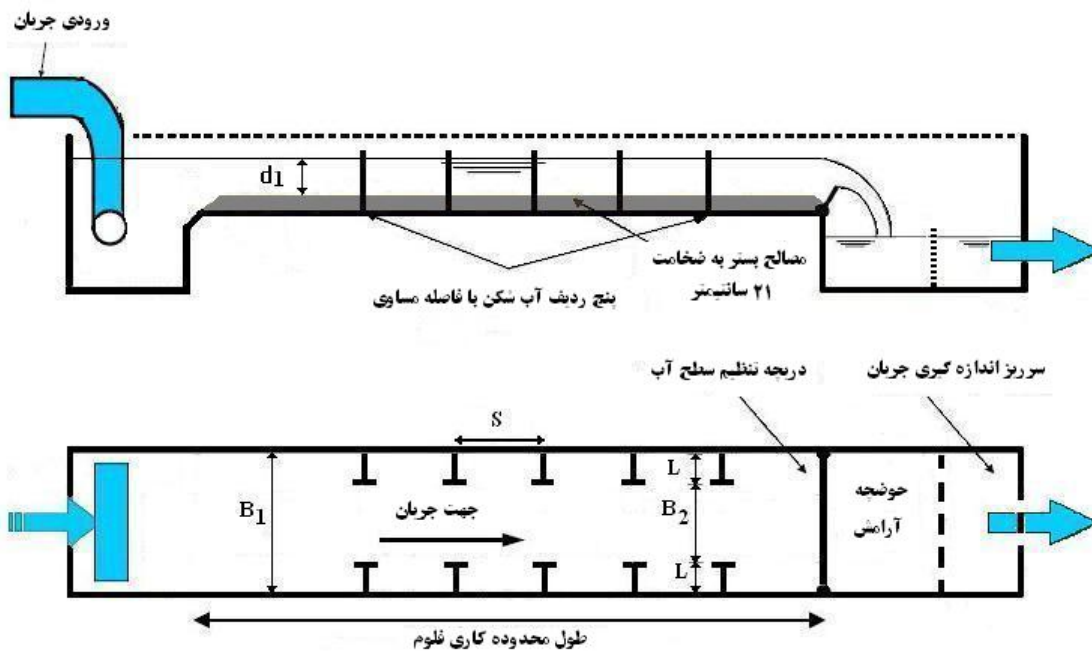 ورودی جریان
d1
مصالح بستر به ضخامت
۲۱ سانتیمتر
پنج ردیف آب شکن با فاصله مساوی
سرریز اندازه گیری جریان
دریچه تنظیم سطح آب
S
L
B1
B2
جهت جریان
حوضچه
آرامش
L
طول محدوده کاری فلوم